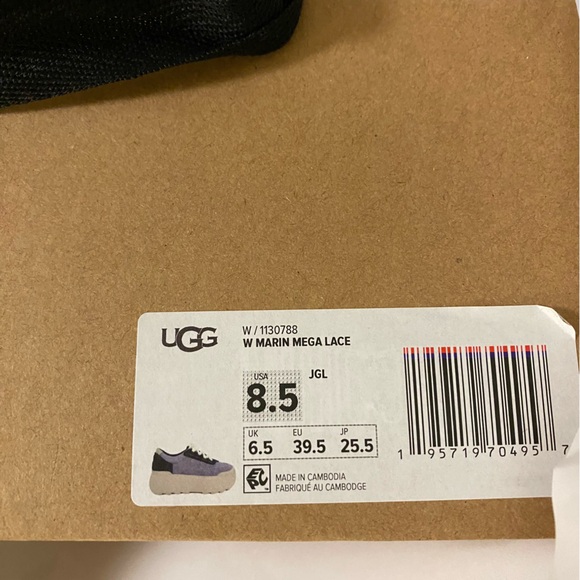 UGG
W / 1130788
W MARIN MEGA LACE
USA
JGL
8.5
UK EU JP
6.5 39.5 25.5
MADE IN CAMBODIA
FABRIQUÉ AU CAMBODGE
1 95719 70495 7